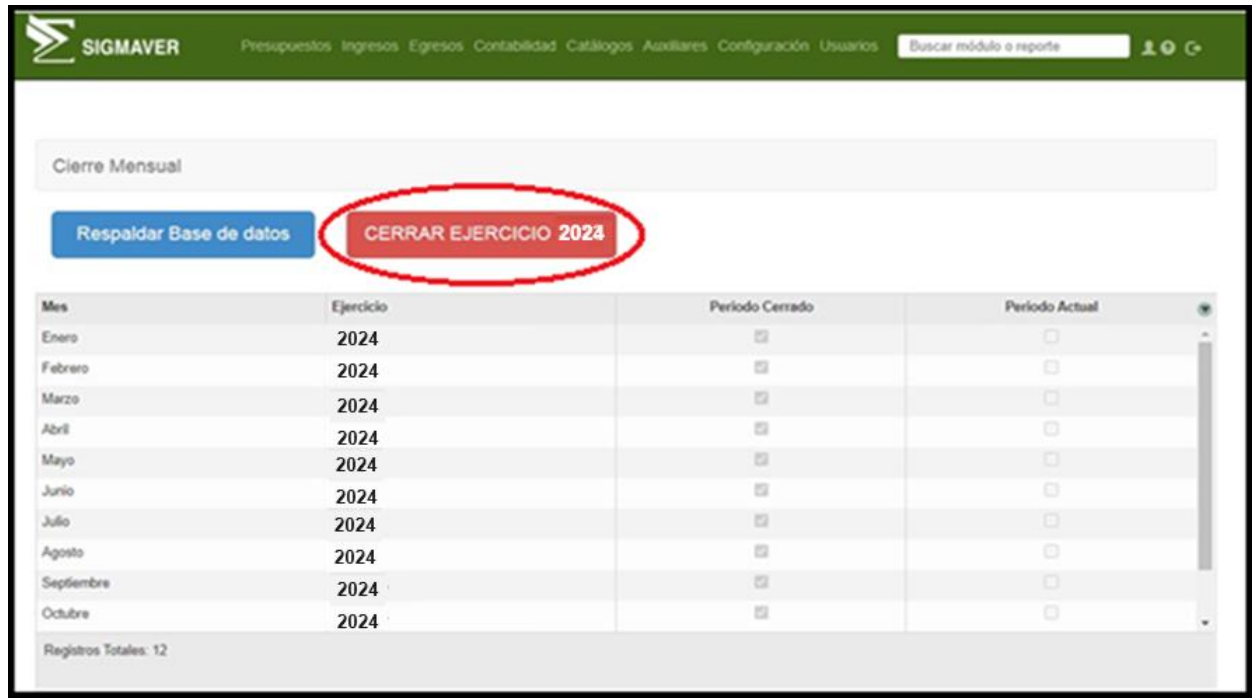 SIGMAVER Presupuestos Ingresos Egresos Contabilidad Catálogos Auxiliares Configuración Usuarios Buscar módulo o reporte
Cierre Mensual
Respaldar Base de datos CERRAR EJERCICIO 2024
Mes Ejercicio Periodo Cerrado Periodo Actual
Enero 2024
Febrero 2024
Marzo 2024
Abril 2024
Mayo 2024
Junio 2024
Julio 2024
Agosto 2024
Septiembre 2024
Octubre 2024
Registros Totales: 12